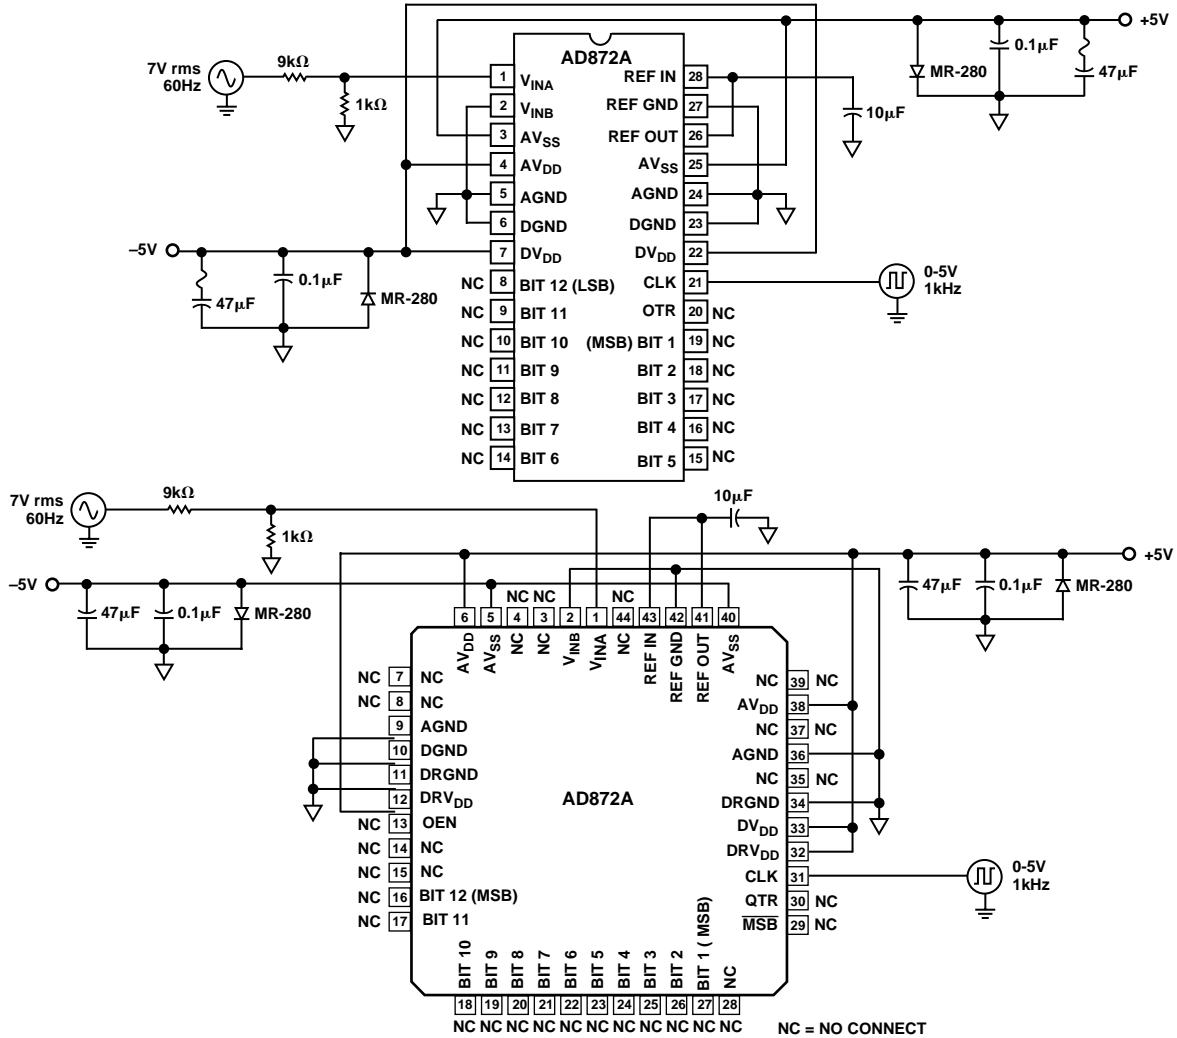 +5V
AD872A
7V rms
60Hz
9kΩ
1kΩ
0.1µF
MR-280
47µF
10µF
1 VINA
2 VINB
3 AVSS
4 AVDD
5 AGND
6 DGND
7 DVDD
NC 8 BIT 12 (LSB)
NC 9 BIT 11
NC 10 BIT 10
NC 11 BIT 9
NC 12 BIT 8
NC 13 BIT 7
NC 14 BIT 6
REF IN 28
REF GND 27
REF OUT 26
AVSS 25
AGND 24
DGND 23
DVDD 22
CLK 21
OTR 20 NC
(MSB) BIT 1 19 NC
BIT 2 18 NC
BIT 3 17 NC
BIT 4 16 NC
BIT 5 15 NC
–5V
47µF
0.1µF
MR-280
0-5V
1kHz
7V rms
60Hz
9kΩ
1kΩ
10µF
+5V
–5V
47µF
0.1µF
MR-280
47µF
0.1µF
MR-280
NC NC NC
6 5 4 3 2 1 44 43 42 41 40
AVDD
AVSS
NC
NC
VINB
VINA
NC
REF IN
REF GND
REF OUT
AVSS
NC 7 NC
NC 8 NC
9 AGND
10 DGND
11 DRGND
12 DRVDD
NC 13 OEN
NC 14 NC
NC 15 NC
NC 16 BIT 12 (MSB)
NC 17 BIT 11
AD872A
NC 39 NC
AVDD 38
NC 37 NC
AGND 36
NC 35 NC
DRGND 34
DVDD 33
DRVDD 32
CLK 31
QTR 30 NC
MSB 29 NC
0-5V
1kHz
BIT 10
BIT 9
BIT 8
BIT 7
BIT 6
BIT 5
BIT 4
BIT 3
BIT 2
BIT 1 ( MSB)
NC
18 19 20 21 22 23 24 25 26 27 28
NC NC NC NC NC NC NC NC NC NC NC
NC = NO CONNECT